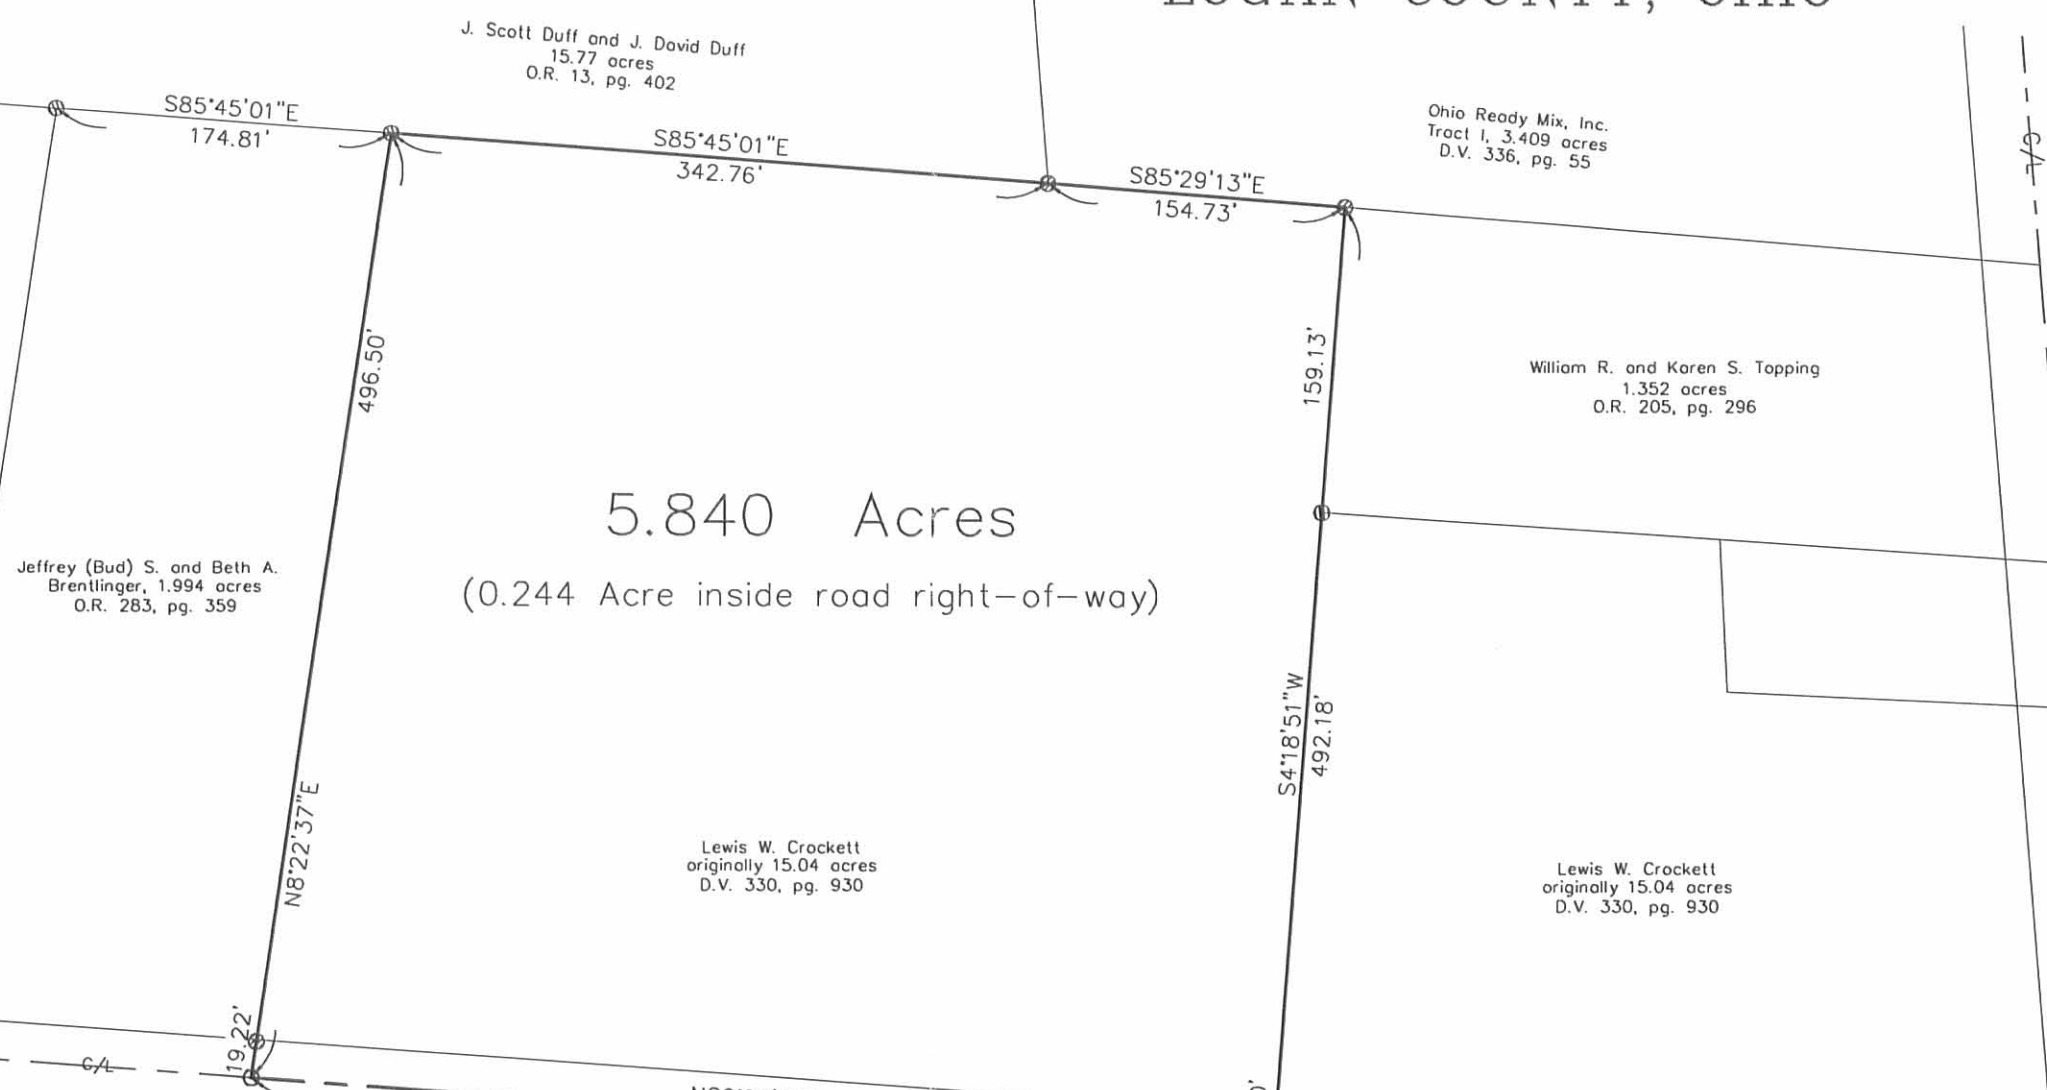 LOGAN COUNTY, OHIO
J. Scott Duff and J. David Duff
15.77 acres
O.R. 13, pg. 402
S85°45'01"E
174.81'
S85°45'01"E
342.76'
S85°29'13"E
154.73'
Ohio Ready Mix, Inc.
Tract I, 3.409 acres
D.V. 336, pg. 55
C/L
496.50'
159.13'
William R. and Karen S. Topping
1.352 acres
O.R. 205, pg. 296
5.840 Acres
(0.244 Acre inside road right-of-way)
Jeffrey (Bud) S. and Beth A.
Brentlinger, 1.994 acres
O.R. 283, pg. 359
S4°18'51"W
492.18'
N8°22'37"E
Lewis W. Crockett
originally 15.04 acres
D.V. 330, pg. 930
Lewis W. Crockett
originally 15.04 acres
D.V. 330, pg. 930
19.22'
C/L